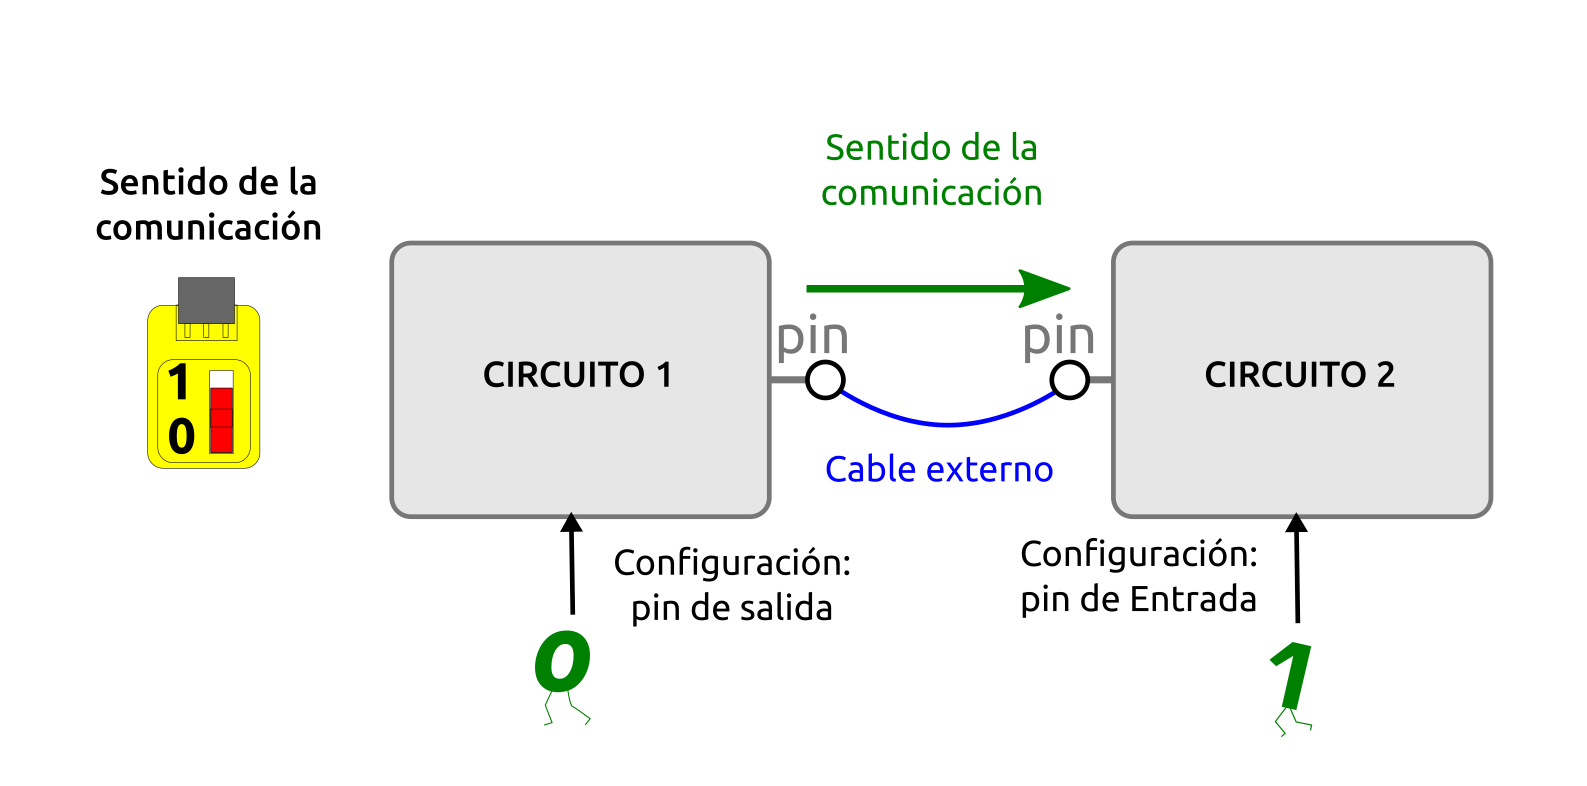 Sentido de la
comunicación
1
0
Sentido de la
comunicación
CIRCUITO 1
pin
pin
CIRCUITO 2
Cable externo
Configuración:
pin de salida
0
Configuración:
pin de Entrada
1